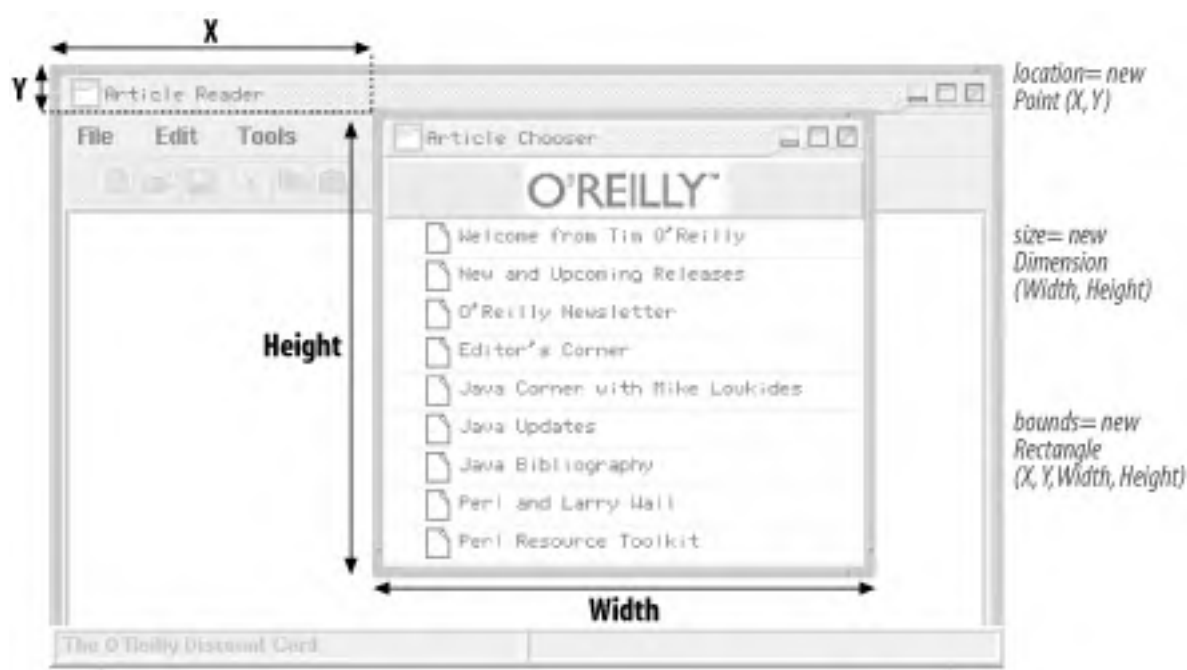 X
Y
Article Reader
location= new
Point (X, Y)
File Edit Tools
Article Chooser
O'REILLY™
Welcome from Tim O'Reilly
New and Upcoming Releases
O'Reilly Newsletter
Editor's Corner
Java Corner with Mike Loukides
Java Updates
Java Bibliography
Perl and Larry Wall
Perl Resource Toolkit
Height
Width
size= new
Dimension
(Width, Height)
bounds= new
Rectangle
(X, Y, Width, Height)
The O'Reilly Discount Card